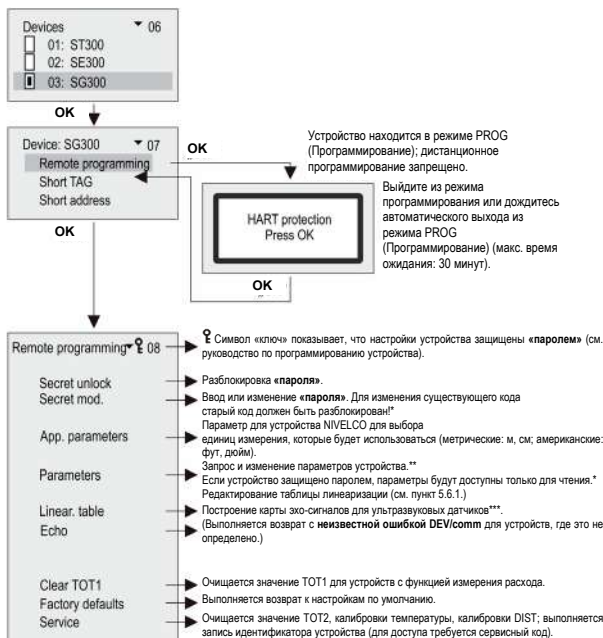 Devices ▼ 06
01: ST300
02: SE300
03: SG300
OK
Device: SG300 ▼ 07
Remote programming
Short TAG
Short address
OK
OK
Устройство находится в режиме PROG
(Программирование); дистанционное
программирование запрещено.
HART protection
Press OK
Выйдите из режима
программирования или дождитесь
автоматического выхода из
режима PROG
(Программирование) (макс. время
ожидания: 30 минут).
OK
Remote programming ▼ 08
Символ «ключ» показывает, что настройки устройства защищены «паролем» (см.
руководство по программированию устройства).
Secret unlock
Разблокировка «пароля».
Secret mod.
Ввод или изменение «пароля». Для изменения существующего кода
старый код должен быть разблокирован!*
App. parameters
Параметр для устройства NIVELCO для выбора
единиц измерения, которые будет использоваться (метрические: м, см; американские:
фут, дюйм).
Parameters
Запрос и изменение параметров устройства.**
Если устройство защищено паролем, параметры будут доступны только для чтения.*
Linear. table
Редактирование таблицы линеаризации (см. пункт 5.6.1.)
Echo
Построение карты эхо-сигналов для ультразвуковых датчиков***.
(Выполняется возврат с неизвестной ошибкой DEV/comm для устройств, где это не
определено.)
Clear TOT1
Очищается значение TOT1 для устройств с функцией измерения расхода.
Factory defaults
Выполняется возврат к настройкам по умолчанию.
Service
Очищается значение TOT2, калибровки температуры, калибровки DIST; выполняется
запись идентификатора устройства (для доступа требуется сервисный код).